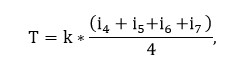 T = k * (i₄ + i₅+i₆ +i₇ ) / 4,